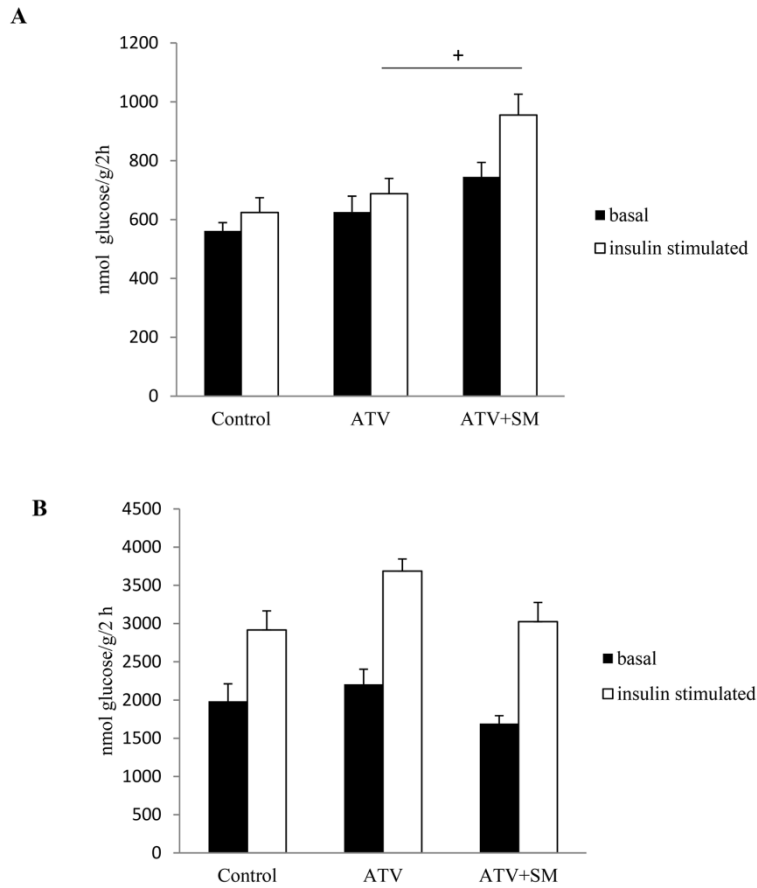 A
1200
1000
800
600
400
200
0
nmol glucose/g/2h
+
Control ATV ATV+SM
basal
insulin stimulated
B
4500
4000
3500
3000
2500
2000
1500
1000
500
0
nmol glucose/g/2 h
Control ATV ATV+SM
basal
insulin stimulated